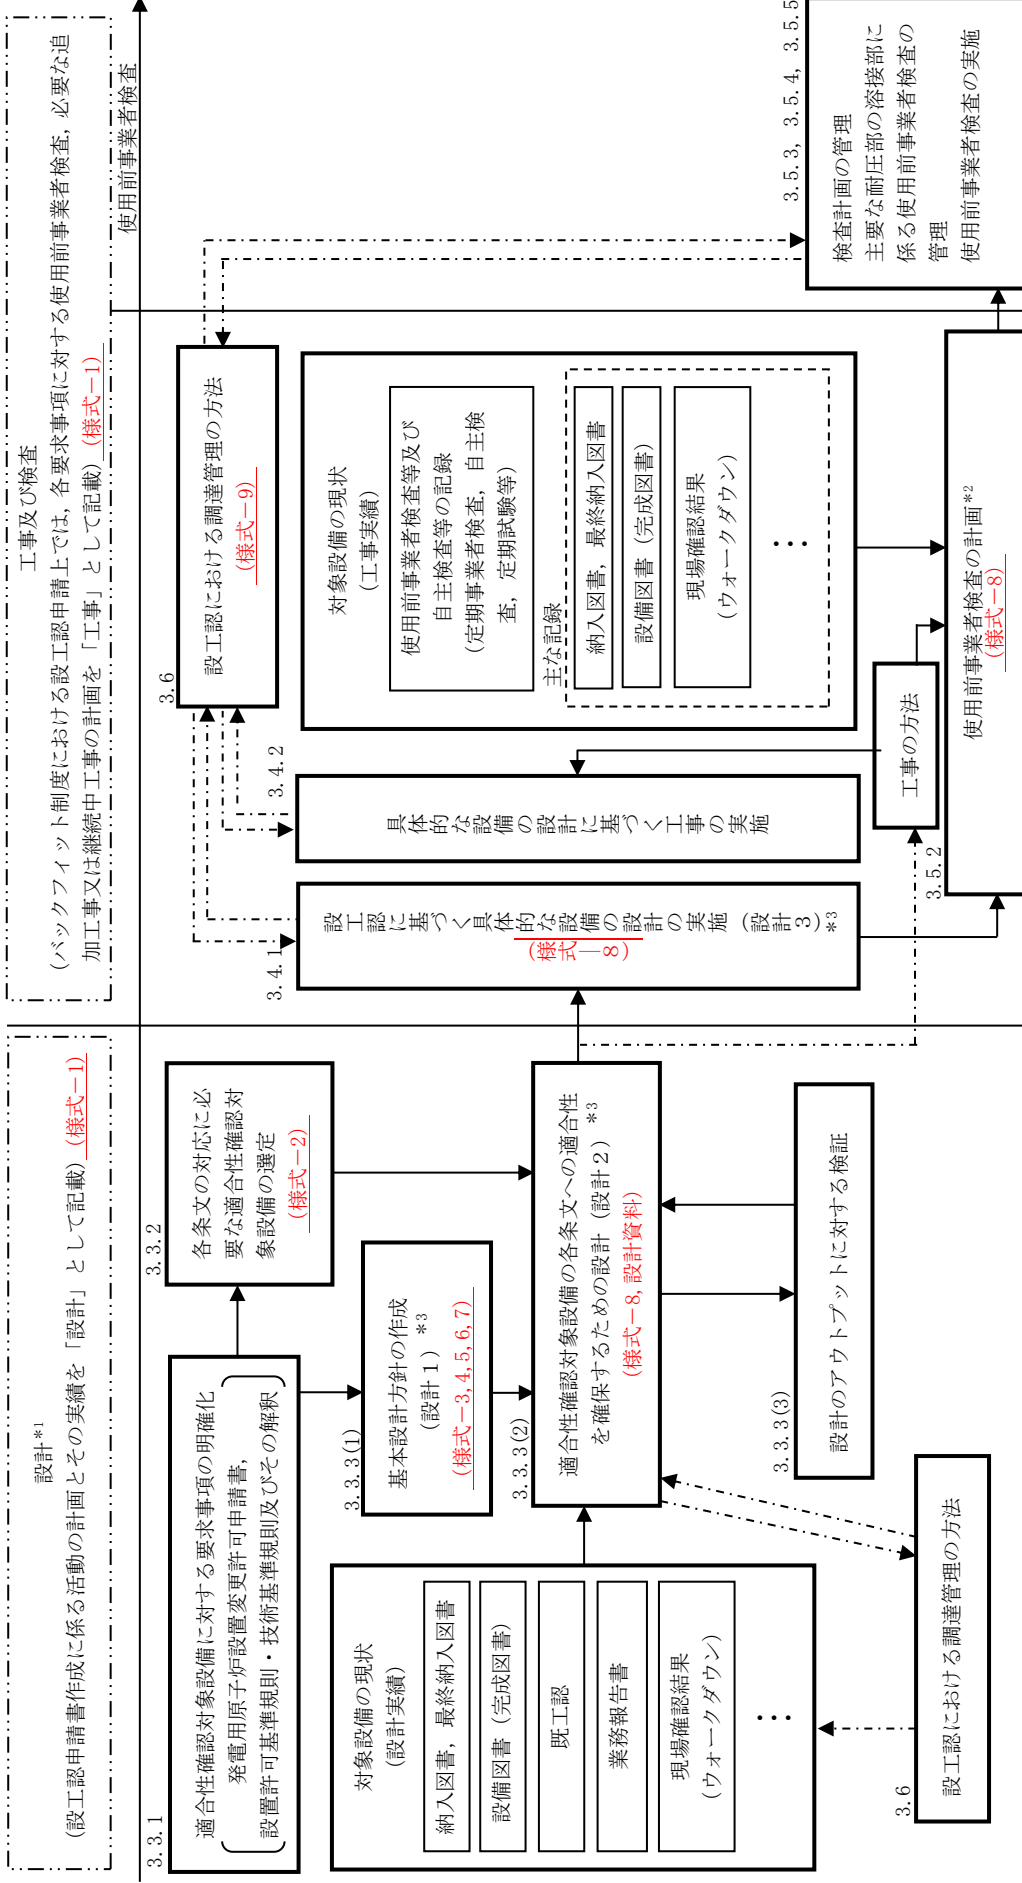 設計*1
(設工認申請書作成に係る活動の計画とその実績を「設計」として記載) (様式－1)
3.3.1
適合性確認対象設備に対する要求事項の明確化
発電用原子炉設置変更許可申請書,
設置許可基準規則・技術基準規則及びその解釈
3.3.2
各条文の対応に必
要な適合性確認対
象設備の選定
(様式－2)
3.3.3(1)
基本設計方針の作成
(設計1) *3
(様式－3,4,5,6,7)
対象設備の現状
(設計実績)
納入図書, 最終納入図書
設備図書 (完成図書)
既工認
業務報告書
現場確認結果
(ウォークダウン)
…
3.3.3(2)
適合性確認対象設備の各条文への適合性
を確保するための設計 (設計2) *3
(様式－8,設計資料)
3.3.3(3)
設計のアウトプットに対する検証
3.6
設工認における調達管理の方法
工事及び検査
(バックフィット制度における設工認申請上では, 各要求事項に対する使用前事業者検査, 必要な追
加工事又は継続中工事の計画を「工事」として記載) (様式－1)
使用前事業者検査
3.6
設工認における調達管理の方法
(様式－9)
3.4.1
設工認に基づく具体的な設備の設計の実施 (設計3)*3
(様式―8)
3.4.2
具体的な設備の設計に基づく工事の実施
対象設備の現状
(工事実績)
使用前事業者検査等及び
自主検査等の記録
(定期事業者検査, 自主検
査, 定期試験等)
主な記録
納入図書, 最終納入図書
設備図書 (完成図書)
現場確認結果
(ウォークダウン)
…
工事の方法
3.5.2
使用前事業者検査の計画*2
(様式－8)
3.5.3, 3.5.4, 3.5.5
検査計画の管理
主要な耐圧部の溶接部に
係る使用前事業者検査の
管理
使用前事業者検査の実施